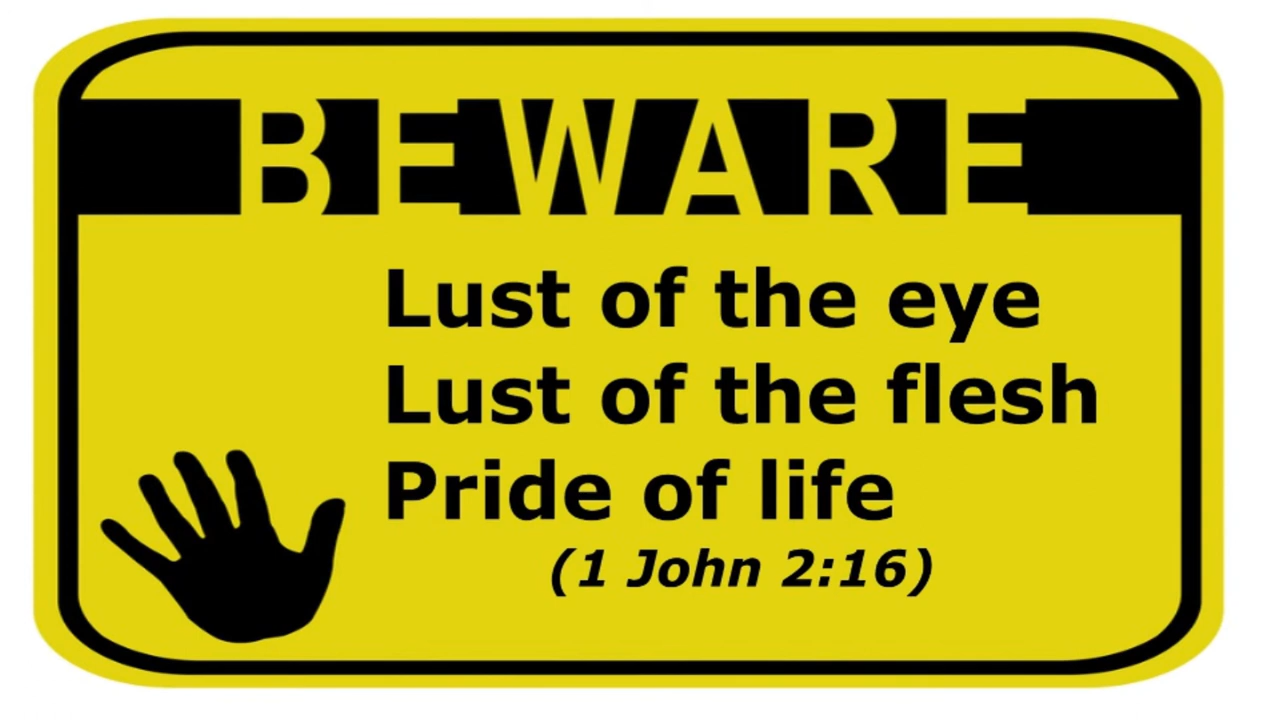 BEWARE
Lust of the eye
Lust of the flesh
Pride of life
(1 John 2:16)